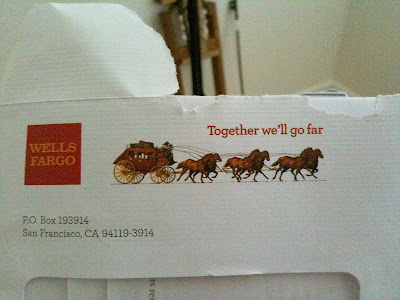 WELLS
FARGO
Together we'll go far
P.O. Box 193914
San Francisco, CA 94119-3914